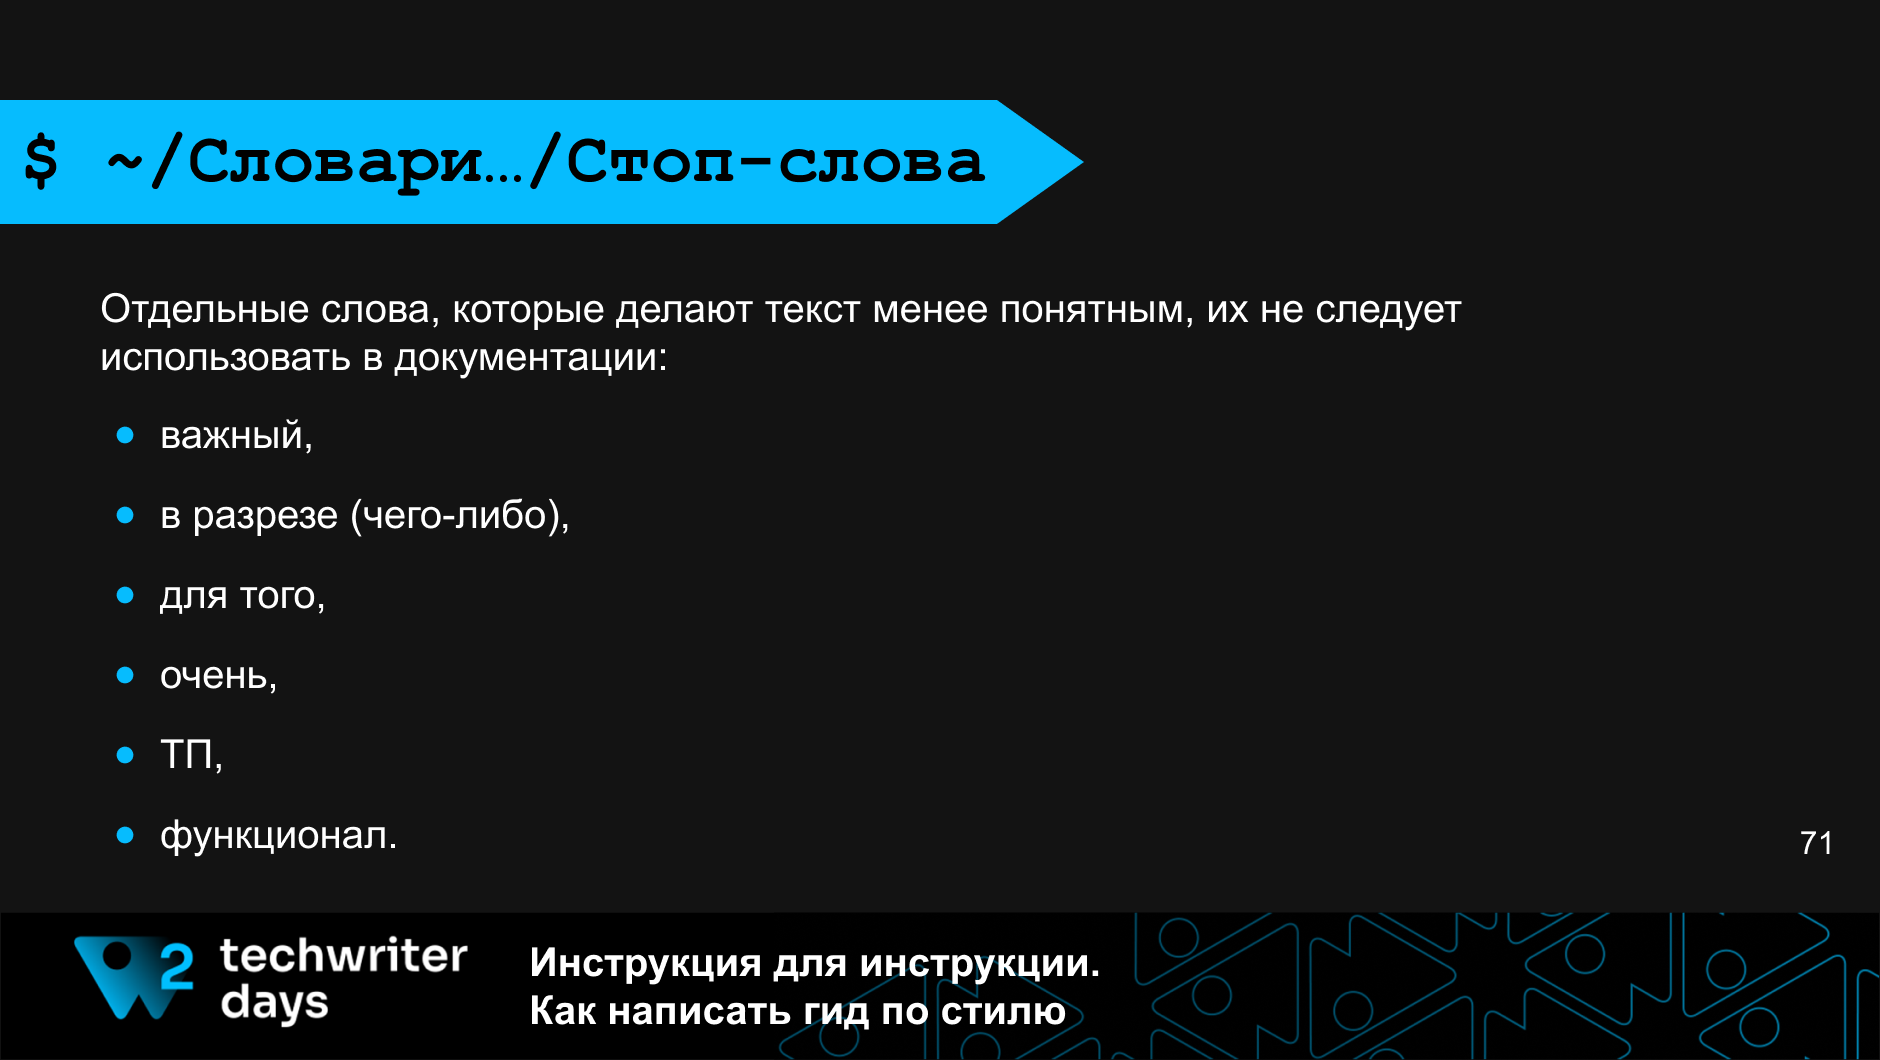 $ ~/Словари…/Стоп-слова
Отдельные слова, которые делают текст менее понятным, их не следует
использовать в документации:
● важный,
● в разрезе (чего-либо),
● для того,
● очень,
● ТП,
● функционал.
71
2 techwriter
days
Инструкция для инструкции.
Как написать гид по стилю